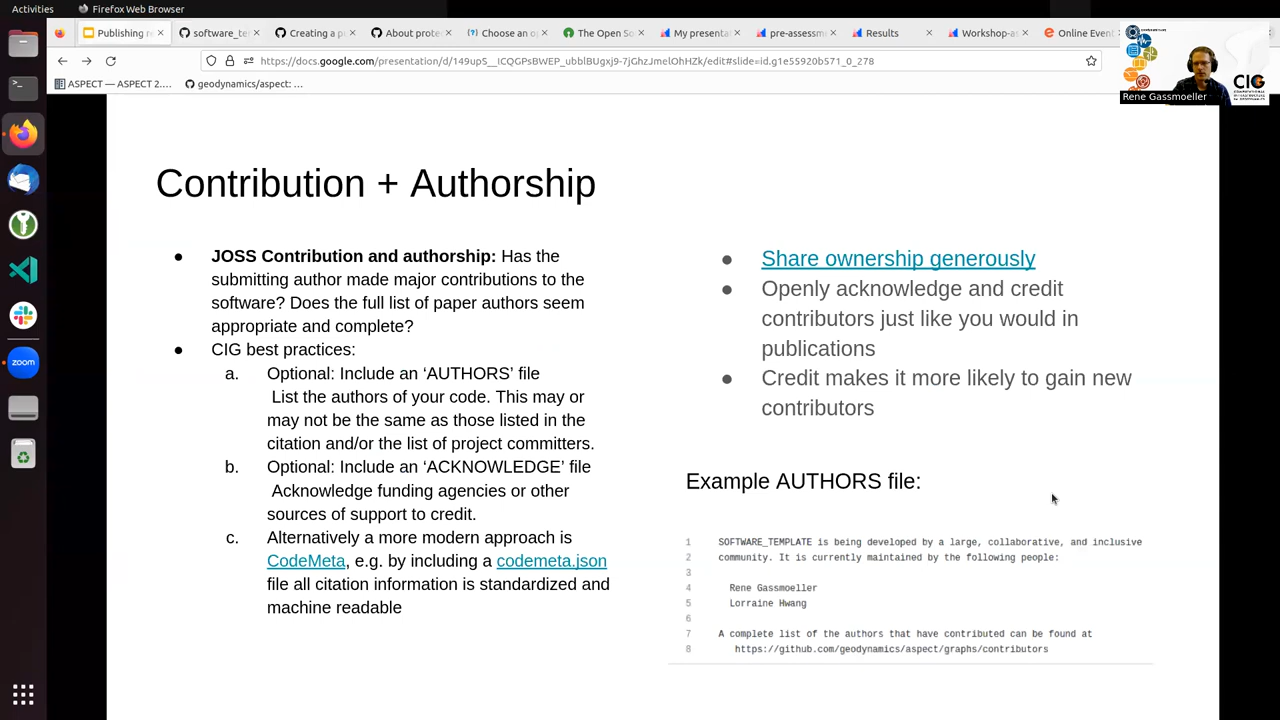 Activities
Firefox Web Browser
Publishing re
software_te
Creating a pu
About prote
Choose an op
The Open So
My presenta
pre-assessm
Results
Workshop-as
Online Event
https://docs.google.com/presentation/d/149upS__ICQGPsBWEP_ubblBUgxj9-7jGhzJmelOhHZk/edit#slide=id.g1e55920b571_0_278
ASPECT — ASPECT 2....
geodynamics/aspect: ...
Rene Gassmoeller
CIG
Contribution + Authorship
● JOSS Contribution and authorship: Has the
submitting author made major contributions to the
software? Does the full list of paper authors seem
appropriate and complete?
● CIG best practices:
a. Optional: Include an ‘AUTHORS’ file
List the authors of your code. This may or
may not be the same as those listed in the
citation and/or the list of project committers.
b. Optional: Include an ‘ACKNOWLEDGE’ file
Acknowledge funding agencies or other
sources of support to credit.
c. Alternatively a more modern approach is
CodeMeta, e.g. by including a codemeta.json
file all citation information is standardized and
machine readable
● Share ownership generously
● Openly acknowledge and credit
contributors just like you would in
publications
● Credit makes it more likely to gain new
contributors
Example AUTHORS file:
1 SOFTWARE_TEMPLATE is being developed by a large, collaborative, and inclusive
2 community. It is currently maintained by the following people:
3
4 Rene Gassmoeller
5 Lorraine Hwang
6
7 A complete list of the authors that have contributed can be found at
8 https://github.com/geodynamics/aspect/graphs/contributors
zoom